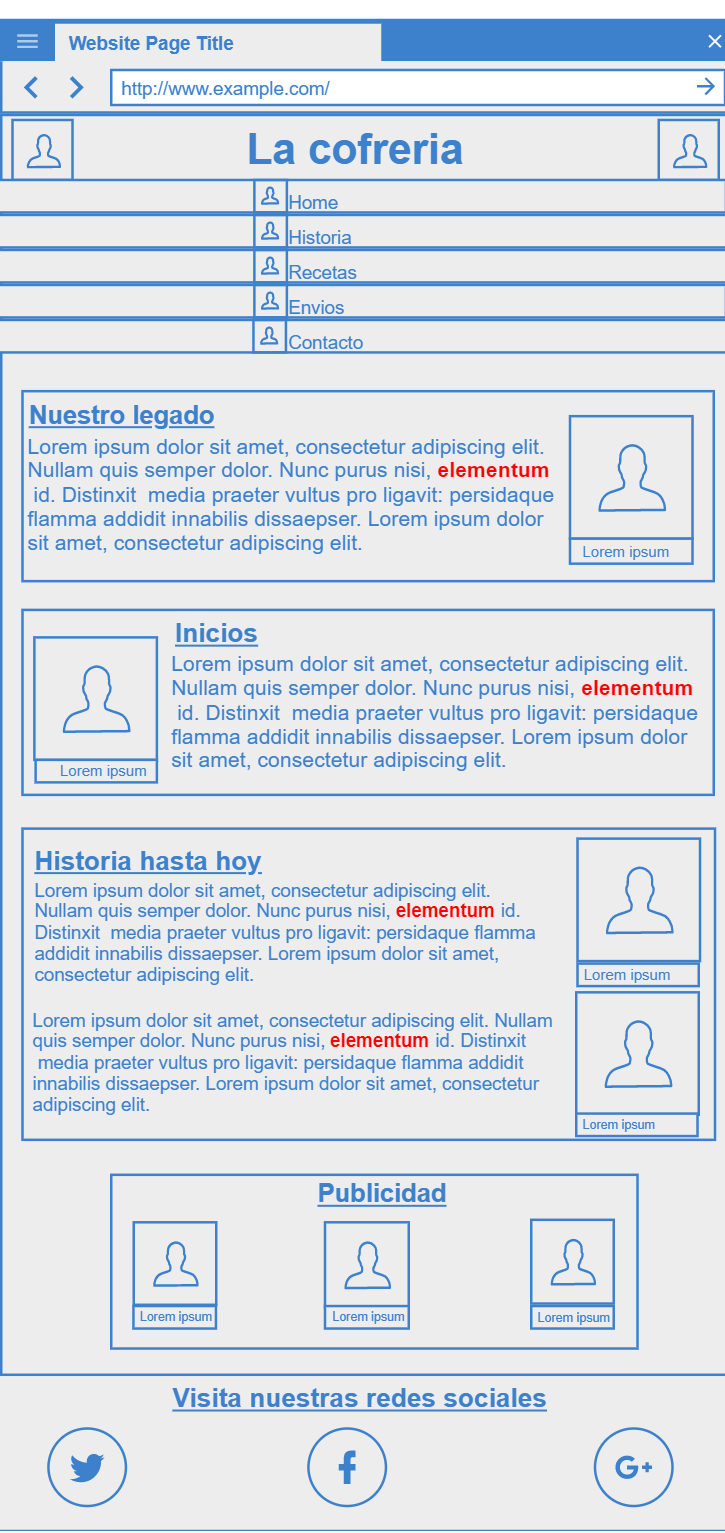 Website Page Title
http://www.example.com/
La cofreria
Home
Historia
Recetas
Envios
Contacto
Nuestro legado
Lorem ipsum dolor sit amet, consectetur adipiscing elit.
Nullam quis semper dolor. Nunc purus nisi, elementum
id. Distinxit  media praeter vultus pro ligavit: persidaque
flamma addidit innabilis dissaepser. Lorem ipsum dolor
sit amet, consectetur adipiscing elit.
Lorem ipsum
Inicios
Lorem ipsum dolor sit amet, consectetur adipiscing elit.
Nullam quis semper dolor. Nunc purus nisi, elementum
id. Distinxit  media praeter vultus pro ligavit: persidaque
flamma addidit innabilis dissaepser. Lorem ipsum dolor
sit amet, consectetur adipiscing elit.
Lorem ipsum
Historia hasta hoy
Lorem ipsum dolor sit amet, consectetur adipiscing elit.
Nullam quis semper dolor. Nunc purus nisi, elementum id.
Distinxit  media praeter vultus pro ligavit: persidaque flamma
addidit innabilis dissaepser. Lorem ipsum dolor sit amet,
consectetur adipiscing elit.
Lorem ipsum
Lorem ipsum dolor sit amet, consectetur adipiscing elit. Nullam
quis semper dolor. Nunc purus nisi, elementum id. Distinxit
media praeter vultus pro ligavit: persidaque flamma addidit
innabilis dissaepser. Lorem ipsum dolor sit amet, consectetur
adipiscing elit.
Lorem ipsum
Publicidad
Lorem ipsum
Lorem ipsum
Lorem ipsum
Visita nuestras redes sociales